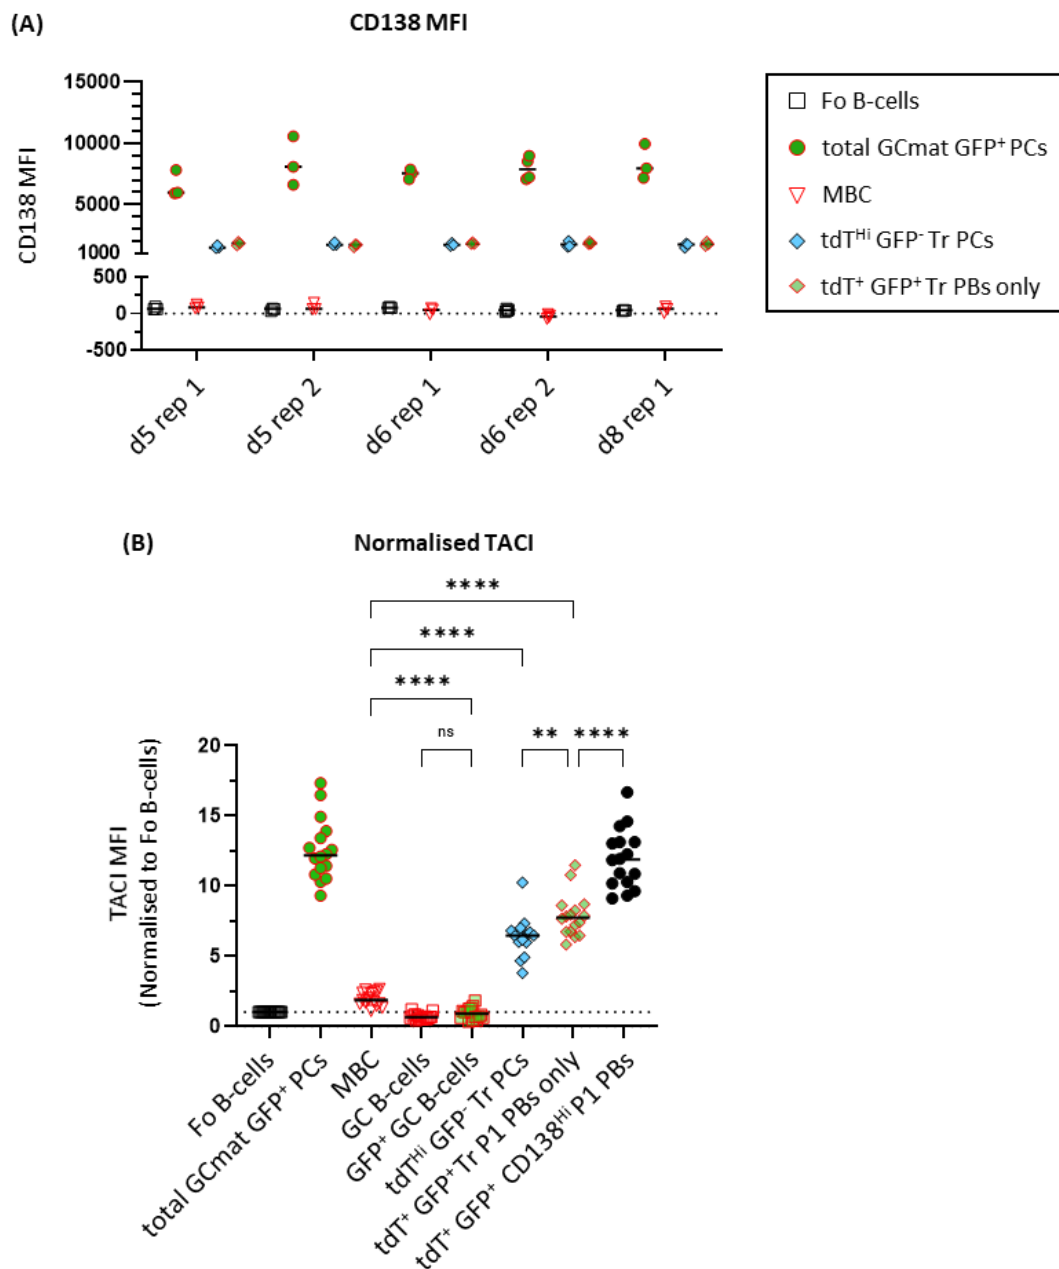 (A)
CD138 MFI
15000
10000
5000
1000
500
0
-500
CD138 MFI
d5 rep 1
d5 rep 2
d6 rep 1
d6 rep 2
d8 rep 1
Fo B-cells
total GCmat GFP⁺ PCs
MBC
tdT^Hi GFP⁻ Tr PCs
tdT⁺ GFP⁺ Tr PBs only
(B)
Normalised TACI
****
****
****
ns
**
****
20
15
10
5
0
TACI MFI
(Normalised to Fo B-cells)
Fo B-cells
total GCmat GFP⁺ PCs
MBC
GC B-cells
GFP⁺ GC B-cells
tdT^Hi GFP⁻ Tr PCs
tdT⁺ GFP⁺ Tr P1 PBs only
tdT⁺ GFP⁺ CD138^Hi P1 PBs